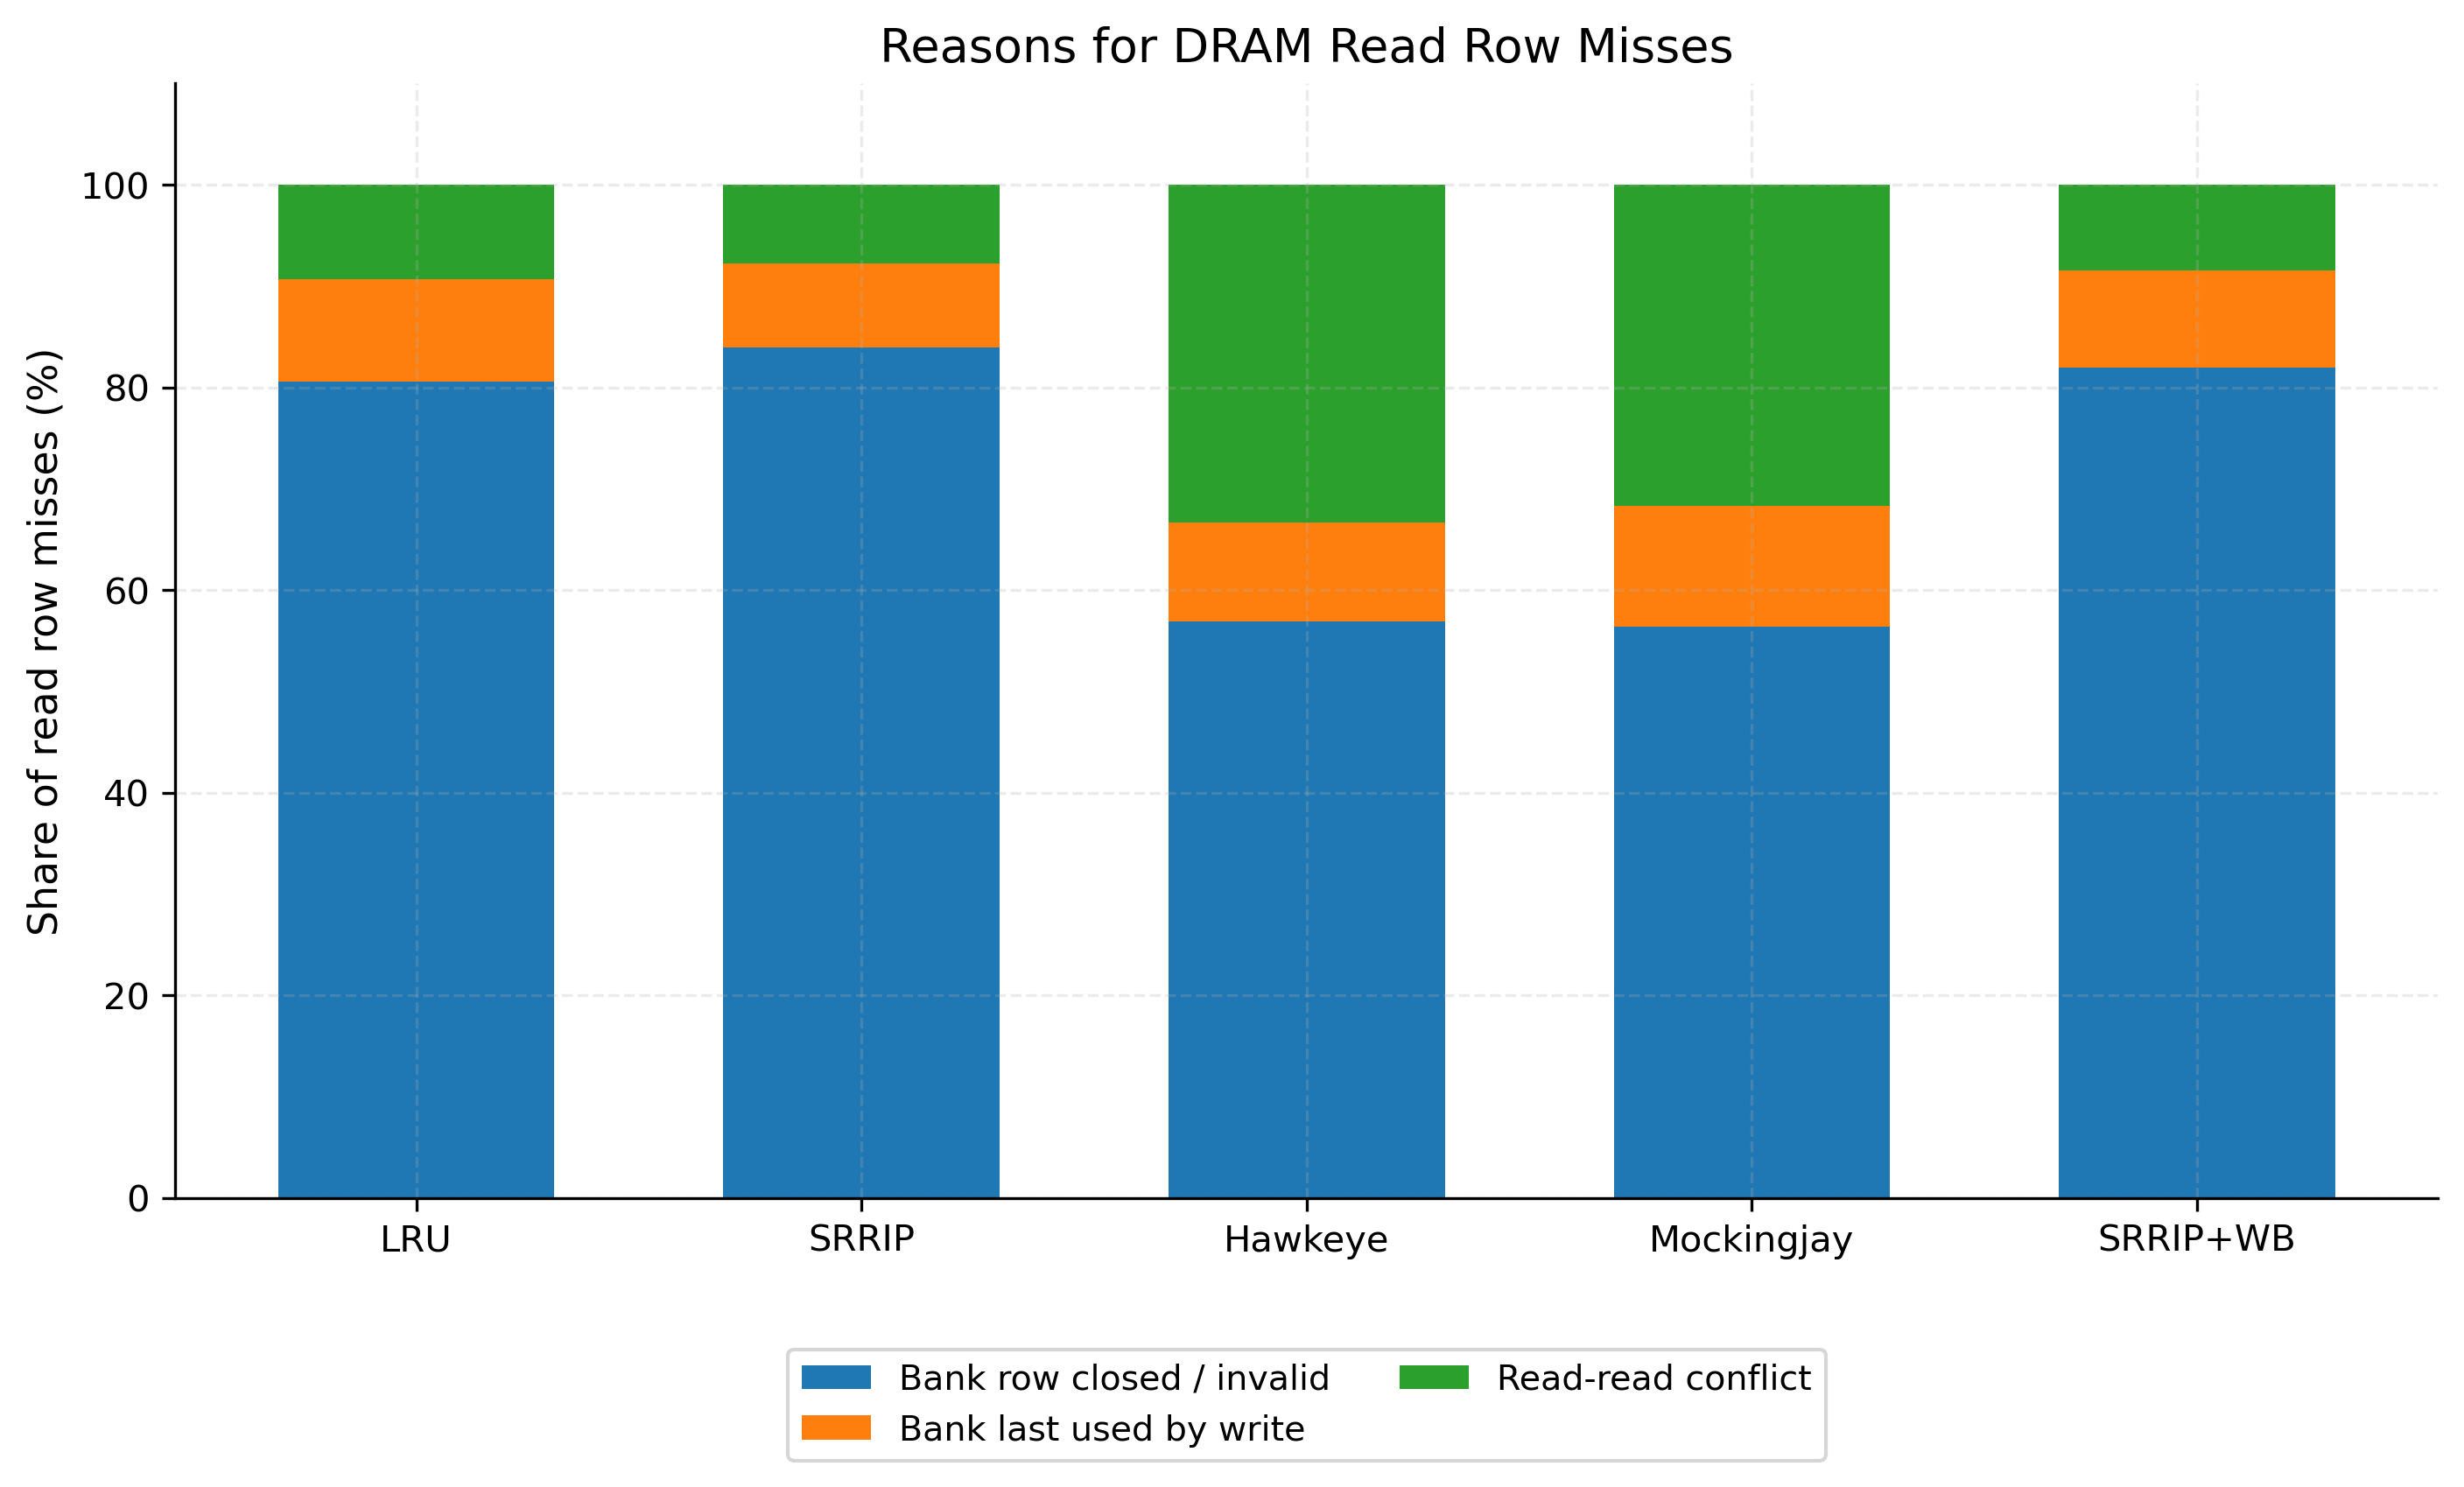 Reasons for DRAM Read Row Misses
Share of read row misses (%)
100
80
60
40
20
0
LRU
SRRIP
Hawkeye
Mockingjay
SRRIP+WB
Bank row closed / invalid
Bank last used by write
Read-read conflict